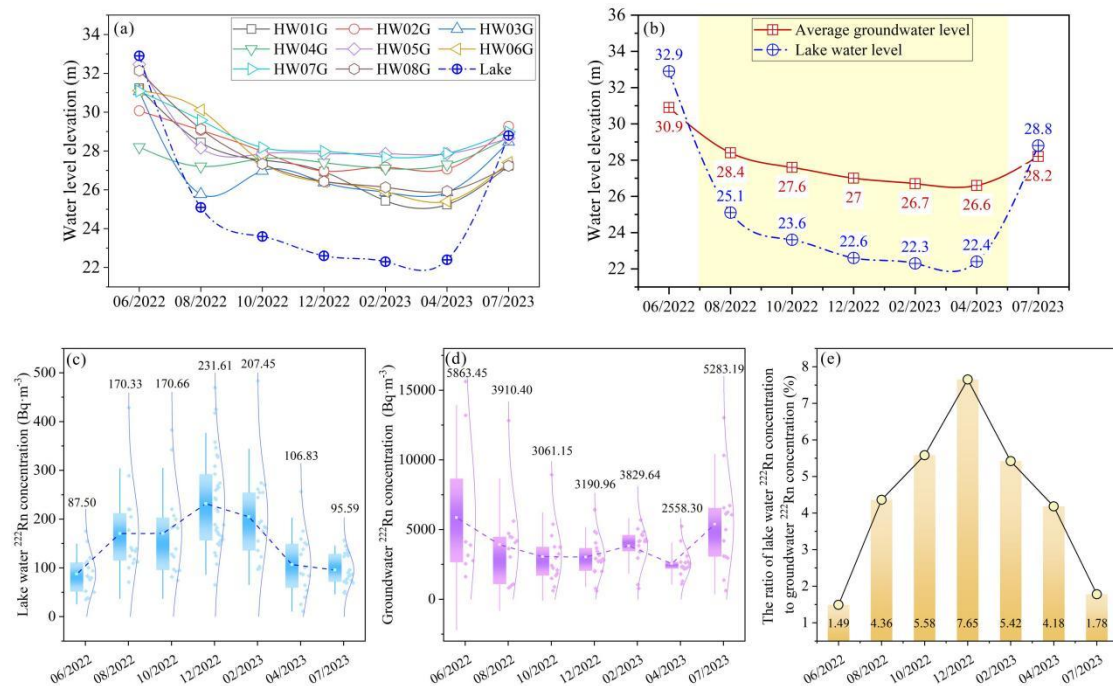 (a)
HW01G HW02G HW03G
HW04G HW05G HW06G
HW07G HW08G Lake
Water level elevation (m)
34
32
30
28
26
24
22
06/2022 08/2022 10/2022 12/2022 02/2023 04/2023 07/2023
(b)
Average groundwater level
Lake water level
Water level elevation (m)
36
34
32
30
28
26
24
22
32.9
30.9
28.4
27.6
27
26.7
26.6
28.2
25.1
23.6
22.6
22.3
22.4
28.8
06/2022 08/2022 10/2022 12/2022 02/2023 04/2023 07/2023
(c)
Lake water ²²²Rn concentration (Bq·m⁻³)
500
400
300
200
100
0
87.50
170.33
170.66
231.61
207.45
106.83
95.59
06/2022 08/2022 10/2022 12/2022 02/2023 04/2023 07/2023
(d)
Groundwater ²²²Rn concentration (Bq·m⁻³)
15000
10000
5000
0
5863.45
3910.40
3061.15
3190.96
3829.64
2558.30
5283.19
06/2022 08/2022 10/2022 12/2022 02/2023 04/2023 07/2023
(e)
The ratio of lake water ²²²Rn concentration
to groundwater ²²²Rn concentration (%)
8
7
6
5
4
3
2
1
1.49 4.36 5.58 7.65 5.42 4.18 1.78
06/2022 08/2022 10/2022 12/2022 02/2023 04/2023 07/2023